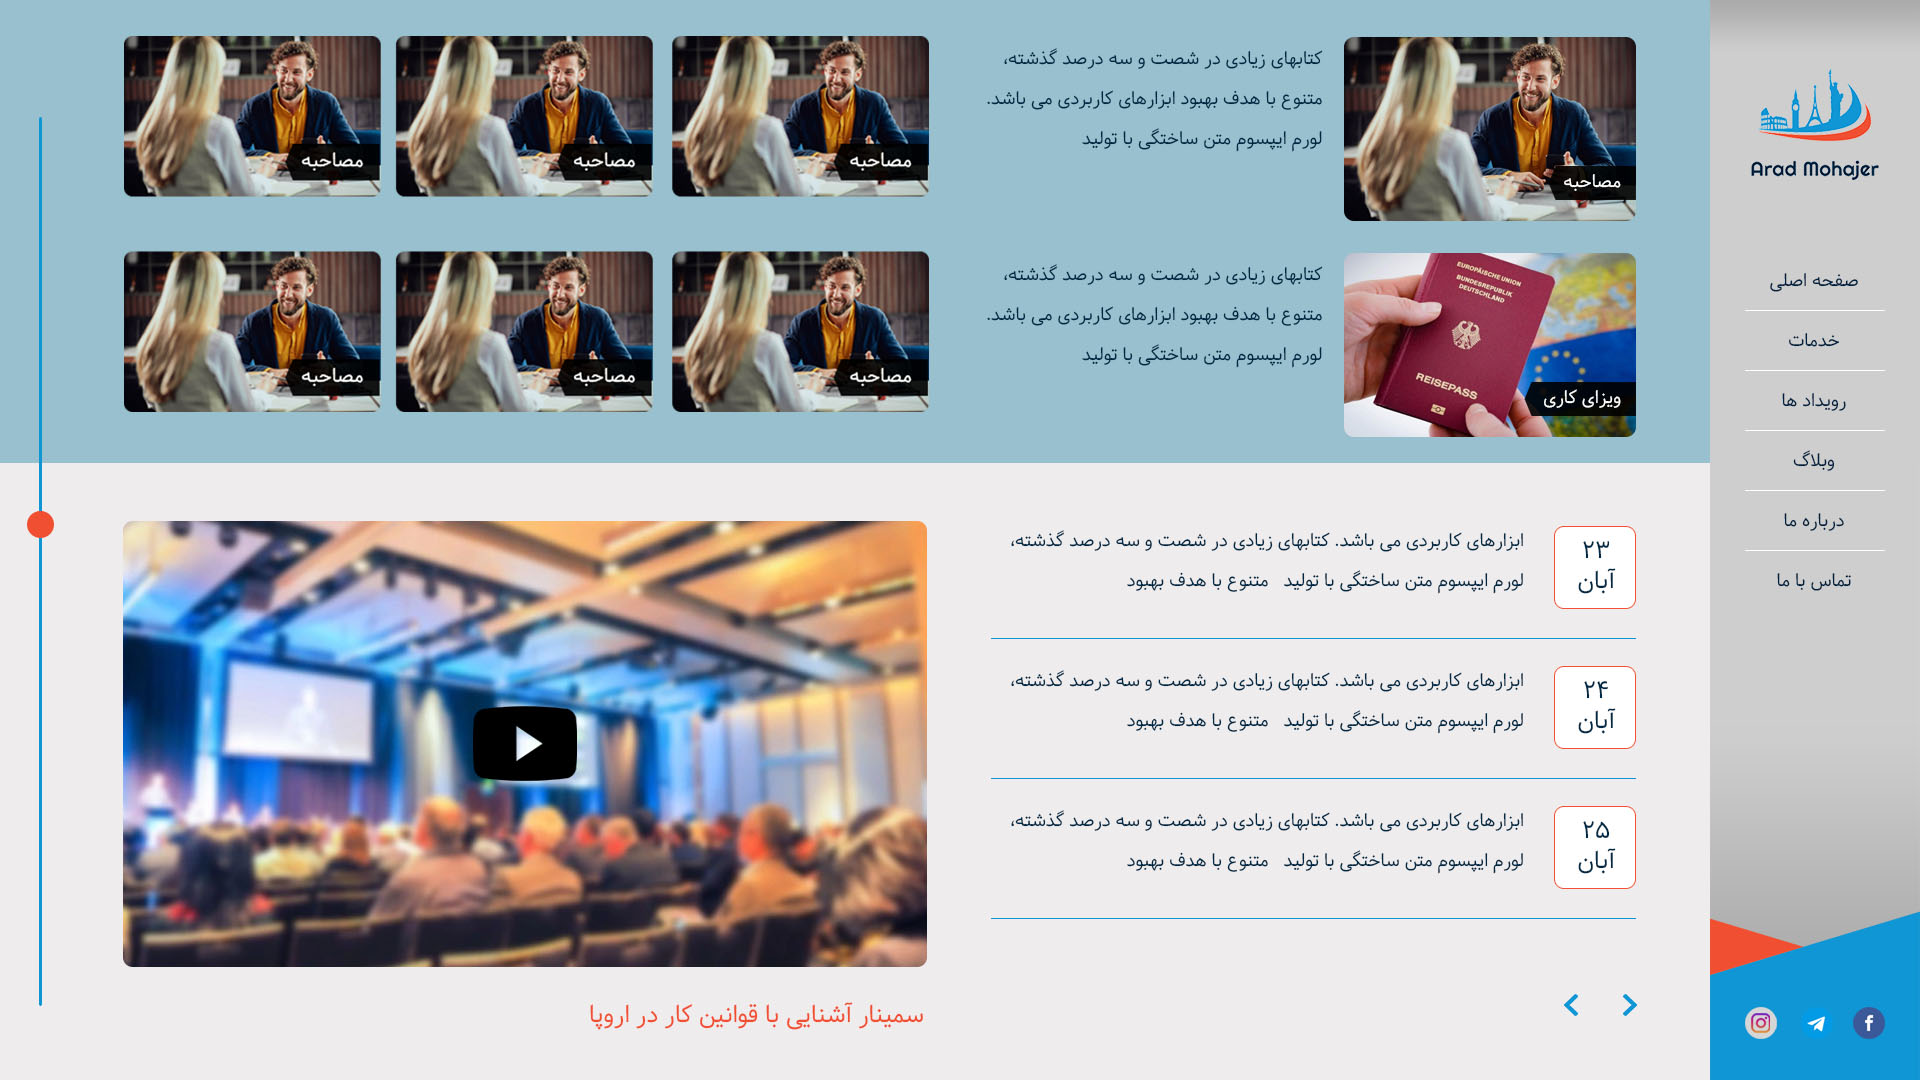 Arad Mohajer
صفحه اصلی
خدمات
رویداد ها
وبلاگ
درباره ما
تماس با ما
مصاحبه
کتابهای زیادی در شصت و سه درصد گذشته،
متنوع با هدف بهبود ابزارهای کاربردی می باشد.
لورم ایپسوم متن ساختگی با تولید
مصاحبه
مصاحبه
مصاحبه
EUROPÄISCHE UNION
BUNDESREPUBLIK
DEUTSCHLAND
REISEPASS
ویزای کاری
کتابهای زیادی در شصت و سه درصد گذشته،
متنوع با هدف بهبود ابزارهای کاربردی می باشد.
لورم ایپسوم متن ساختگی با تولید
مصاحبه
مصاحبه
مصاحبه
۲۳
آبان
ابزارهای کاربردی می باشد. کتابهای زیادی در شصت و سه درصد گذشته،
لورم ایپسوم متن ساختگی با تولید   متنوع با هدف بهبود
۲۴
آبان
ابزارهای کاربردی می باشد. کتابهای زیادی در شصت و سه درصد گذشته،
لورم ایپسوم متن ساختگی با تولید   متنوع با هدف بهبود
۲۵
آبان
ابزارهای کاربردی می باشد. کتابهای زیادی در شصت و سه درصد گذشته،
لورم ایپسوم متن ساختگی با تولید   متنوع با هدف بهبود
سمینار آشنایی با قوانین کار در اروپا